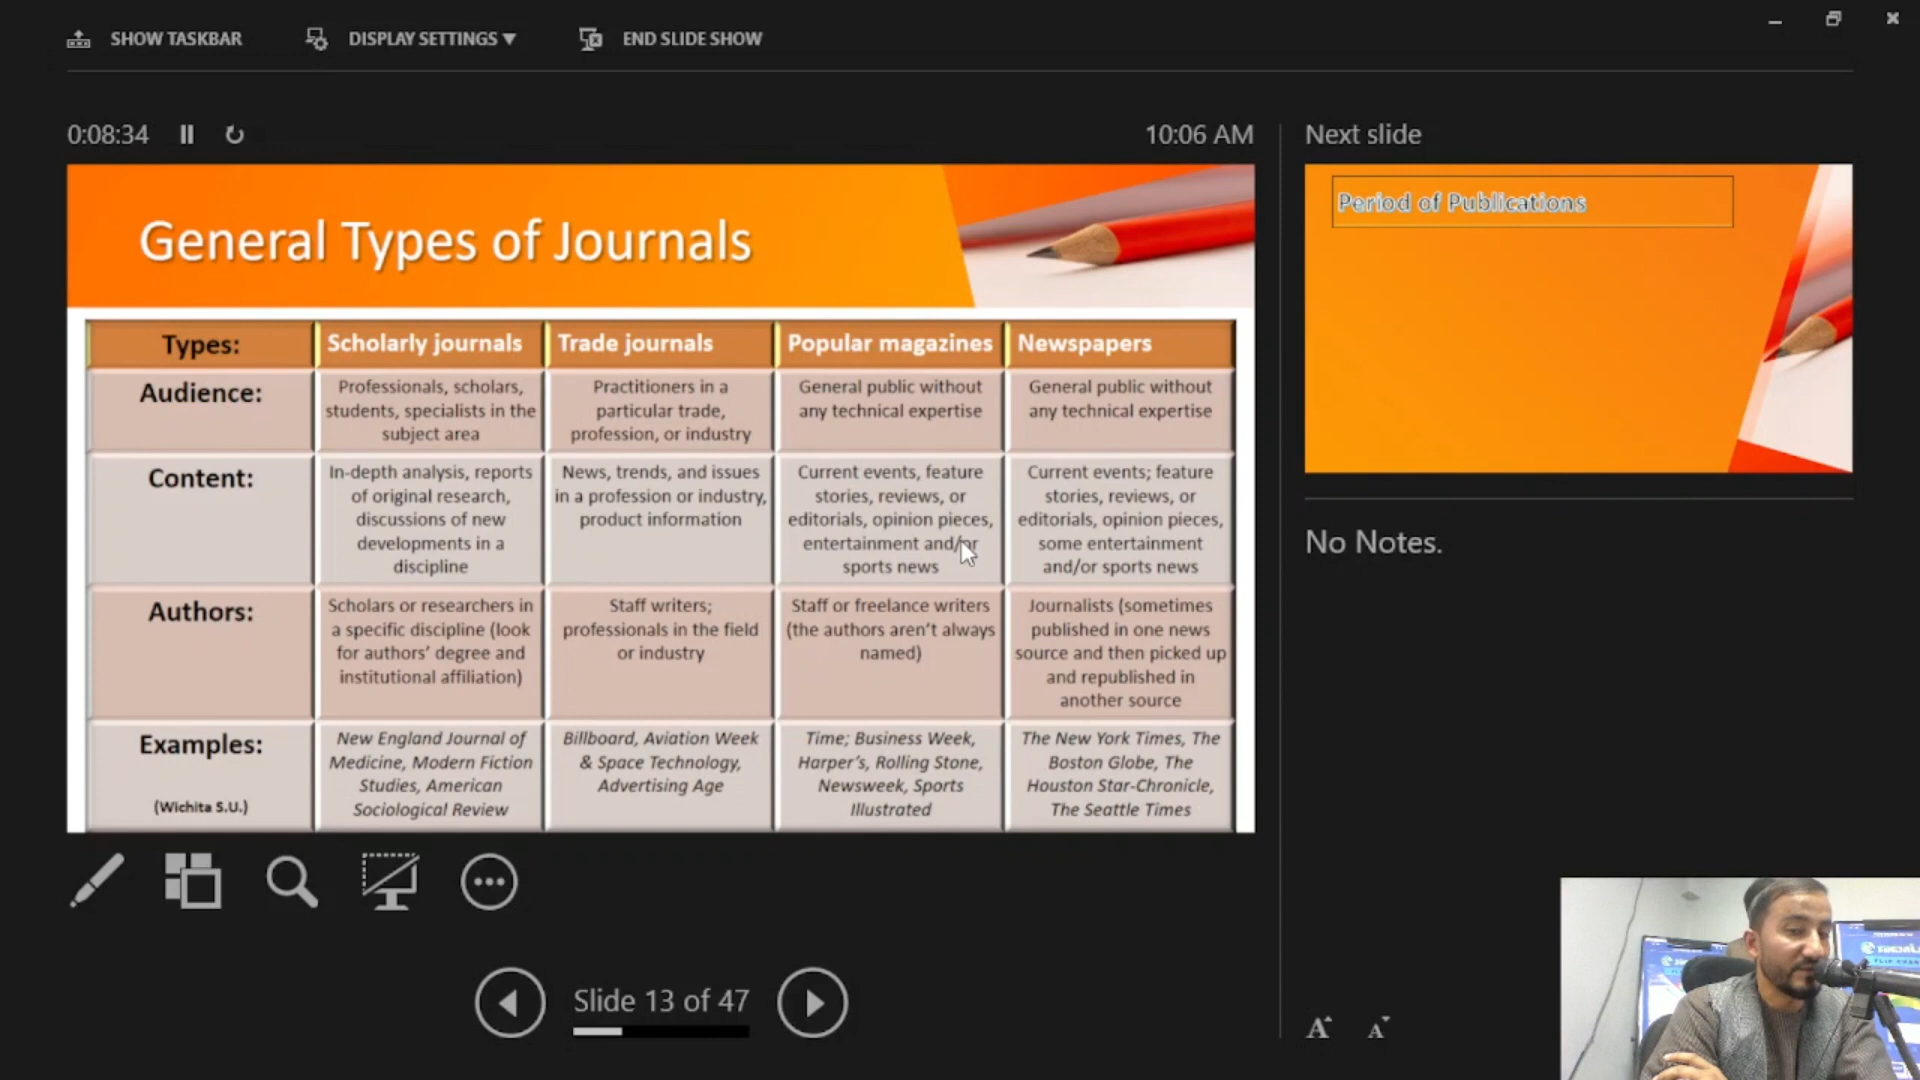 SHOW TASKBAR
DISPLAY SETTINGS
END SLIDE SHOW
0:08:34
10:06 AM
Next slide
General Types of Journals
Period of Publications
Types:
Scholarly journals
Trade journals
Popular magazines
Newspapers
Audience:
Professionals, scholars,
students, specialists in the
subject area
Practitioners in a
particular trade,
profession, or industry
General public without
any technical expertise
General public without
any technical expertise
Content:
In-depth analysis, reports
of original research,
discussions of new
developments in a
discipline
News, trends, and issues
in a profession or industry,
product information
Current events, feature
stories, reviews, or
editorials, opinion pieces,
entertainment and/or
sports news
Current events; feature
stories, reviews, or
editorials, opinion pieces,
some entertainment
and/or sports news
Authors:
Scholars or researchers in
a specific discipline (look
for authors' degree and
institutional affiliation)
Staff writers;
professionals in the field
or industry
Staff or freelance writers
(the authors aren't always
named)
Journalists (sometimes
published in one news
source and then picked up
and republished in
another source
Examples:
(Wichita S.U.)
New England Journal of
Medicine, Modern Fiction
Studies, American
Sociological Review
Billboard, Aviation Week
& Space Technology,
Advertising Age
Time; Business Week,
Harper's, Rolling Stone,
Newsweek, Sports
Illustrated
The New York Times, The
Boston Globe, The
Houston Star-Chronicle,
The Seattle Times
No Notes.
Slide 13 of 47
A A